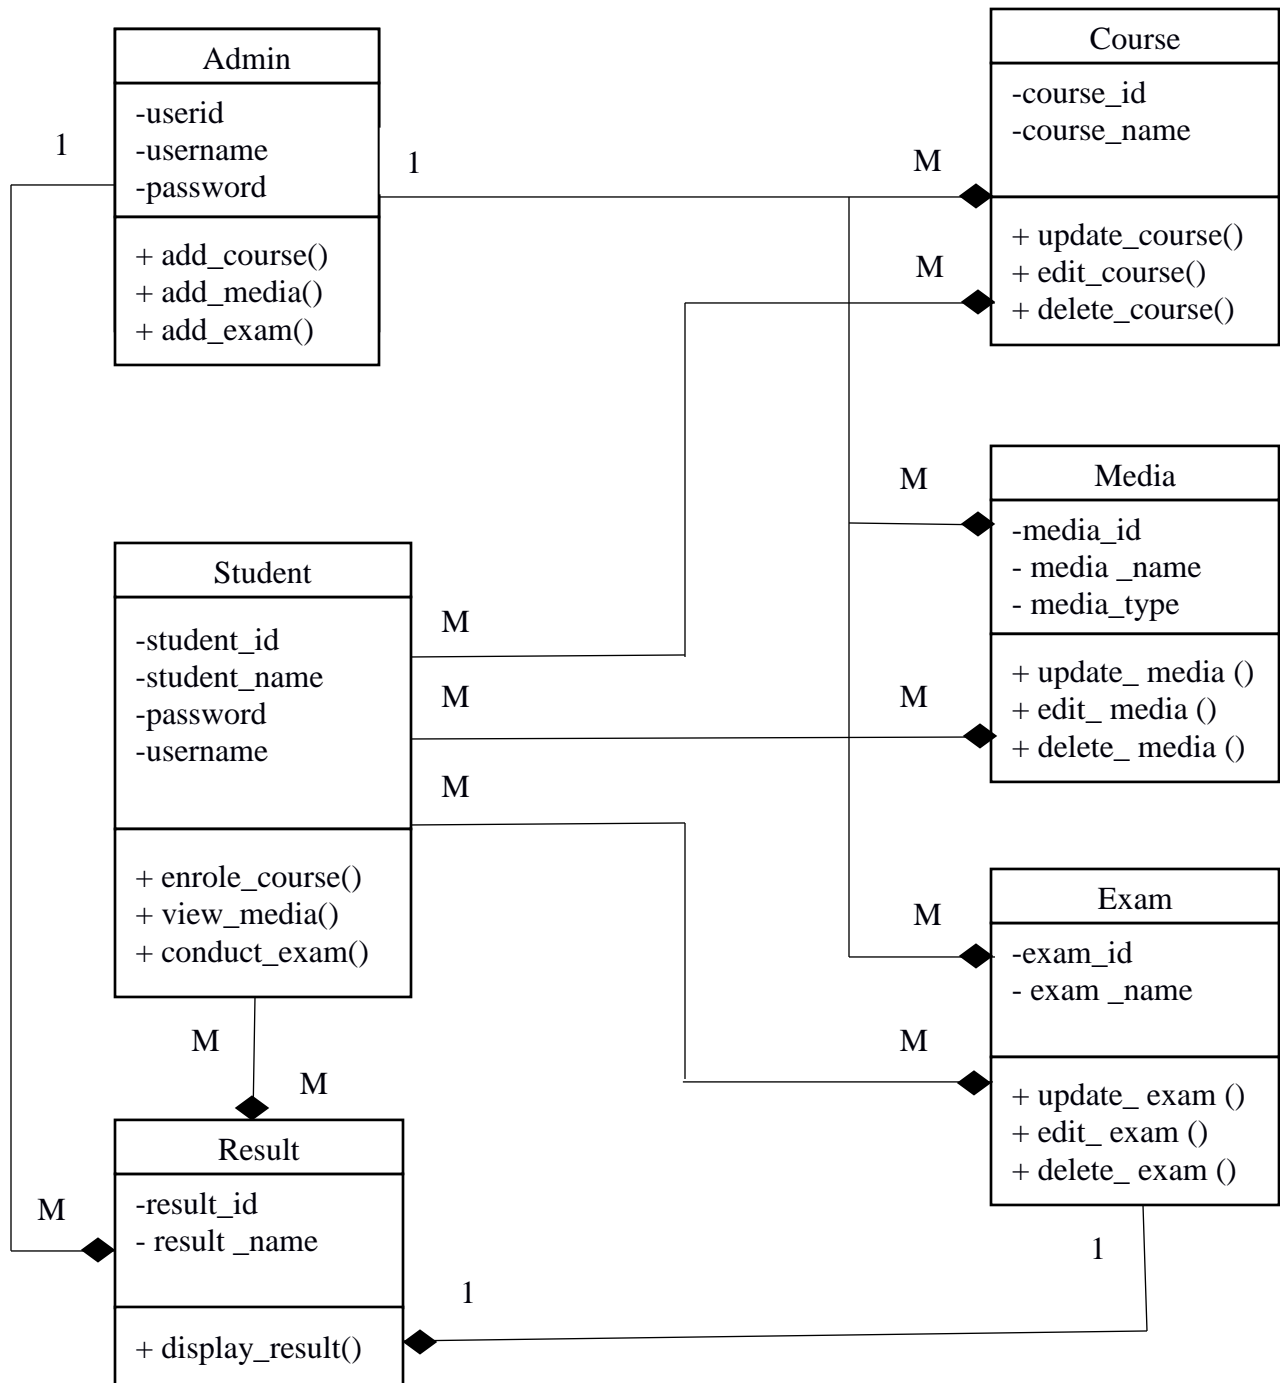 Admin
-userid
-username
-password
+ add_course()
+ add_media()
+ add_exam()
1
1
Course
-course_id
-course_name
+ update_course()
+ edit_course()
+ delete_course()
M
M
Media
-media_id
- media _name
- media_type
+ update_ media ()
+ edit_ media ()
+ delete_ media ()
M
M
Student
-student_id
-student_name
-password
-username
+ enrole_course()
+ view_media()
+ conduct_exam()
M
M
M
M
M
Exam
-exam_id
- exam _name
+ update_ exam ()
+ edit_ exam ()
+ delete_ exam ()
M
M
1
Result
-result_id
- result _name
+ display_result()
M
1